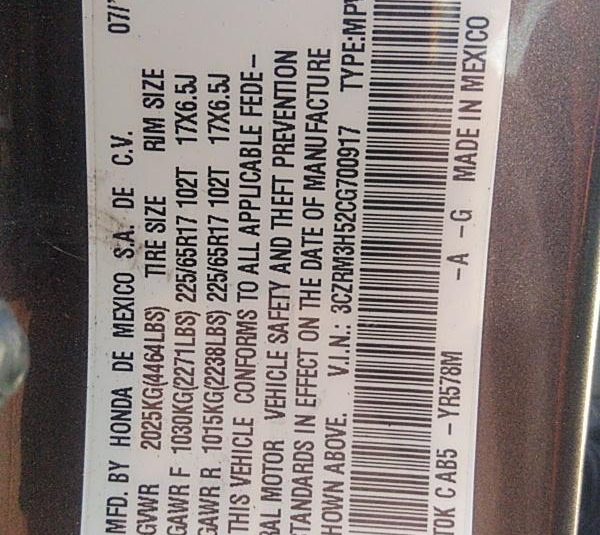 07/
MFD. BY HONDA DE MEXICO S.A. DE C.V.
GVWR 2025KG(4464LBS) TIRE SIZE RIM SIZE
GAWR F 1030KG(2271LBS) 225/65R17 102T 17X6.5J
GAWR R 1015KG(2238LBS) 225/65R17 102T 17X6.5J
THIS VEHICLE CONFORMS TO ALL APPLICABLE FEDE-
RAL MOTOR VEHICLE SAFETY AND THEFT PREVENTION
STANDARDS IN EFFECT ON THE DATE OF MANUFACTURE
SHOWN ABOVE. V.I.N.: 3CZRM3H52CG700917 TYPE:MPV
TOK C AB5 -YR578M -A -G MADE IN MEXICO